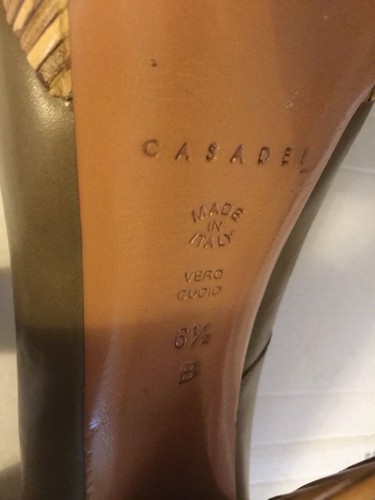 CASADEI
MADE
IN
ITALY
VERO
CUOIO
6½
B